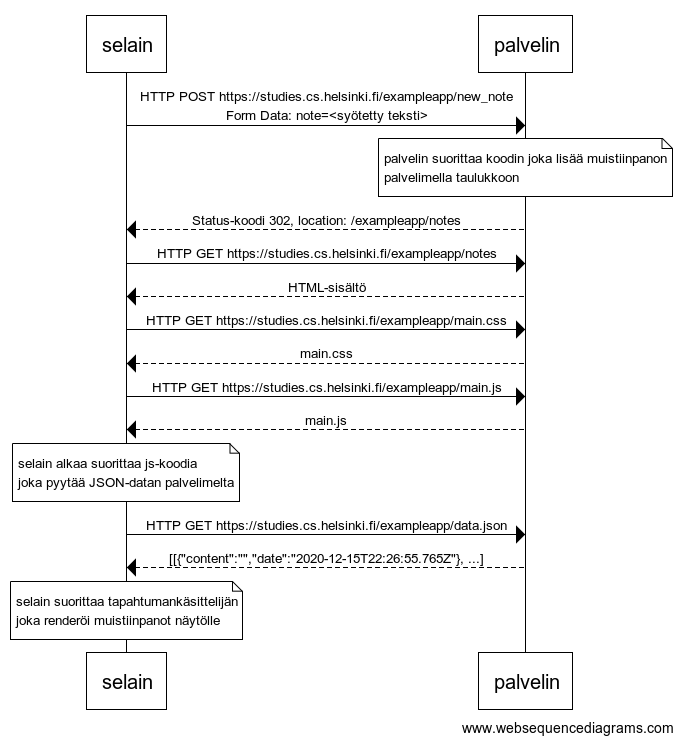 selain
palvelin
HTTP POST https://studies.cs.helsinki.fi/exampleapp/new_note
Form Data: note=<syötetty teksti>
palvelin suorittaa koodin joka lisää muistiinpanon
palvelimella taulukkoon
Status-koodi 302, location: /exampleapp/notes
HTTP GET https://studies.cs.helsinki.fi/exampleapp/notes
HTML-sisältö
HTTP GET https://studies.cs.helsinki.fi/exampleapp/main.css
main.css
HTTP GET https://studies.cs.helsinki.fi/exampleapp/main.js
main.js
selain alkaa suorittaa js-koodia
joka pyytää JSON-datan palvelimelta
HTTP GET https://studies.cs.helsinki.fi/exampleapp/data.json
[[{"content":"","date":"2020-12-15T22:26:55.765Z"}, ...]
selain suorittaa tapahtumankäsittelijän
joka renderöi muistiinpanot näytölle
selain
palvelin
www.websequencediagrams.com